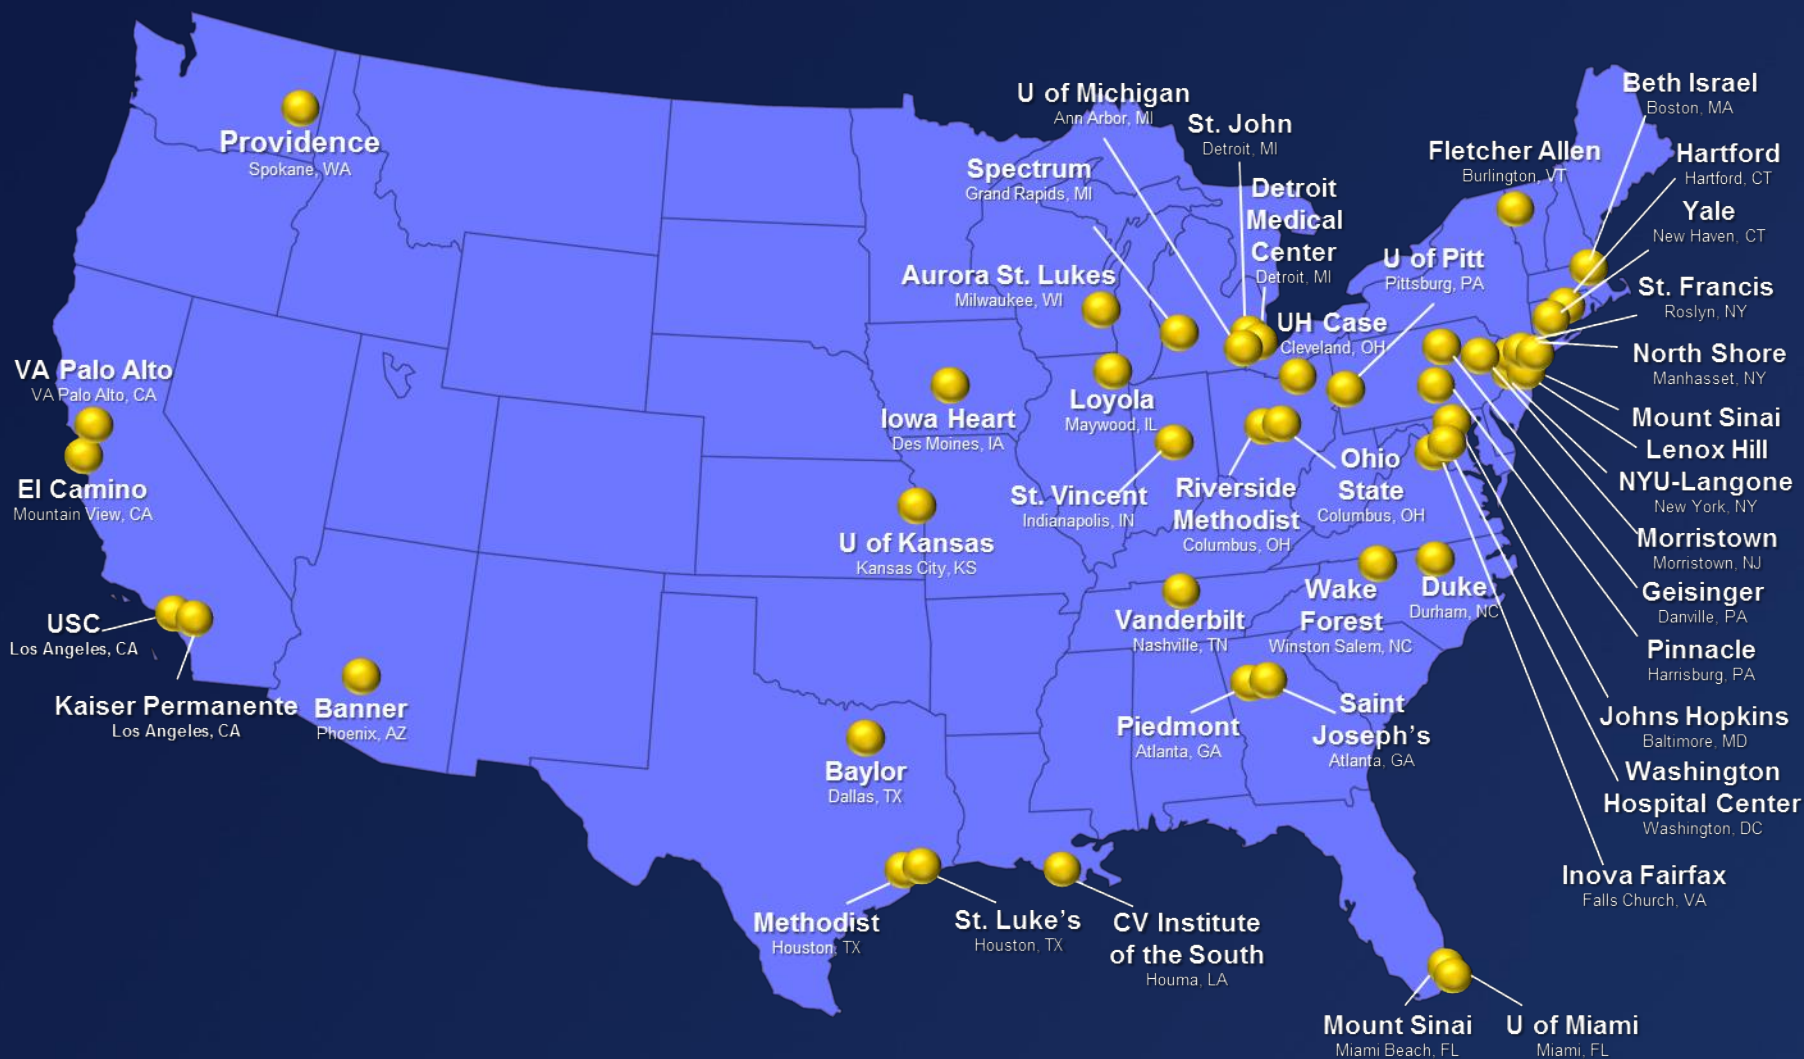 Providence
Spokane, WA
VA Palo Alto
VA Palo Alto, CA
El Camino
Mountain View, CA
USC
Los Angeles, CA
Kaiser Permanente
Los Angeles, CA
Banner
Phoenix, AZ
U of Michigan
Ann Arbor, MI
St. John
Detroit, MI
Spectrum
Grand Rapids, MI
Detroit
Medical
Center
Detroit, MI
Aurora St. Lukes
Milwaukee, WI
UH Case
Cleveland, OH
U of Pitt
Pittsburg, PA
Fletcher Allen
Burlington, VT
Iowa Heart
Des Moines, IA
Loyola
Maywood, IL
U of Kansas
Kansas City, KS
St. Vincent
Indianapolis, IN
Riverside
Methodist
Columbus, OH
Ohio
State
Columbus, OH
Vanderbilt
Nashville, TN
Wake
Forest
Winston Salem, NC
Duke
Durham, NC
Piedmont
Atlanta, GA
Saint
Joseph's
Atlanta, GA
Baylor
Dallas, TX
Methodist
Houston, TX
St. Luke's
Houston, TX
CV Institute
of the South
Houma, LA
Mount Sinai
Miami Beach, FL
U of Miami
Miami, FL
Beth Israel
Boston, MA
Hartford
Hartford, CT
Yale
New Haven, CT
St. Francis
Roslyn, NY
North Shore
Manhasset, NY
Mount Sinai
Lenox Hill
NYU-Langone
New York, NY
Morristown
Morristown, NJ
Geisinger
Danville, PA
Pinnacle
Harrisburg, PA
Johns Hopkins
Baltimore, MD
Washington
Hospital Center
Washington, DC
Inova Fairfax
Falls Church, VA